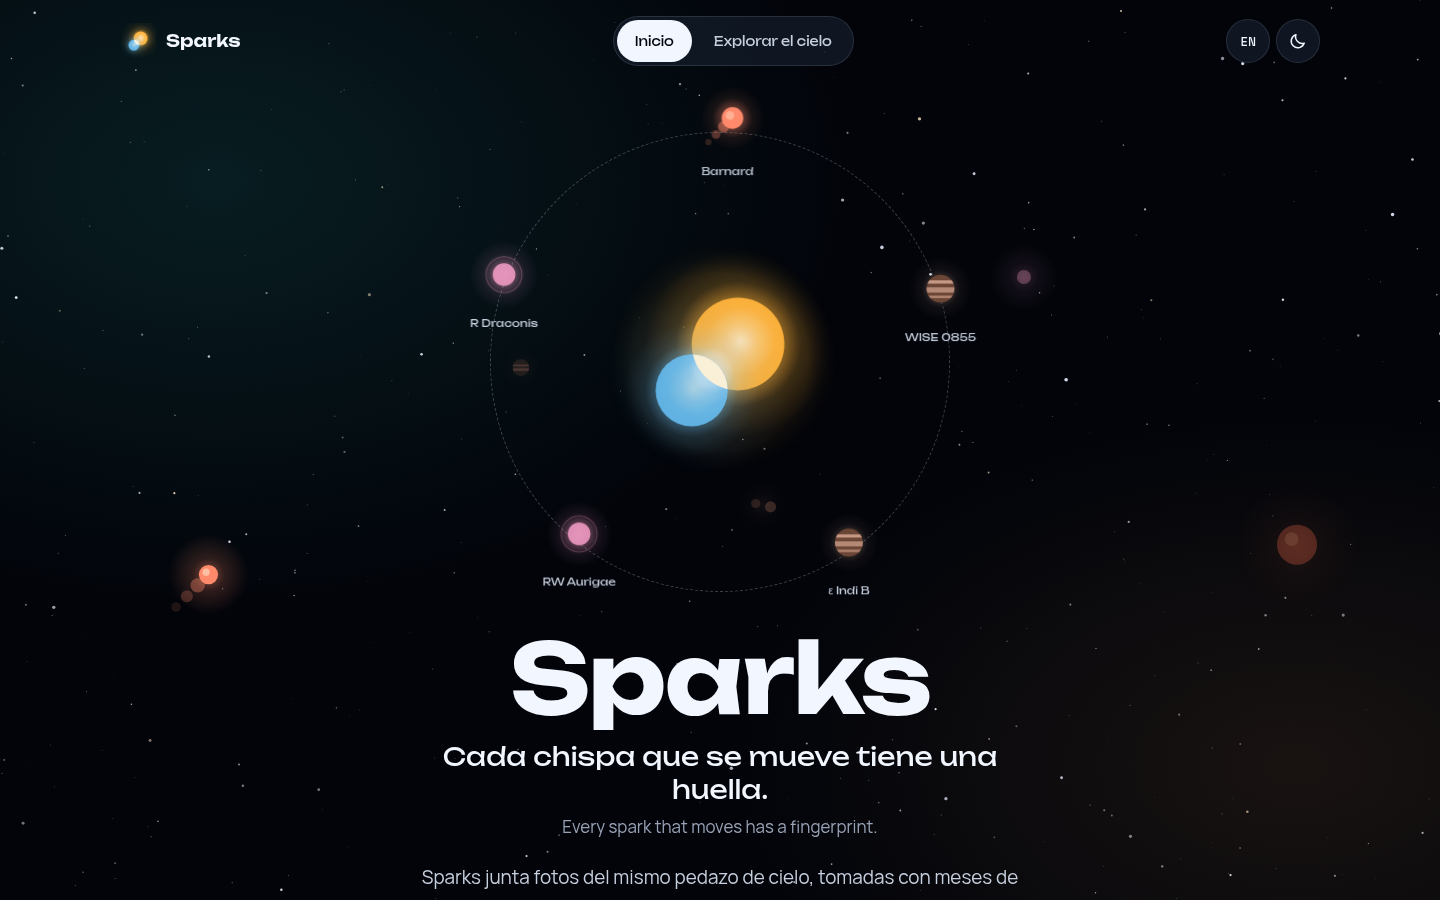 Sparks
Inicio
Explorar el cielo
EN
Barnard
R Draconis
WISE 0855
RW Aurigae
ε Indi B
Sparks
Cada chispa que se mueve tiene una
huella.
Every spark that moves has a fingerprint.
Sparks junta fotos del mismo pedazo de cielo, tomadas con meses de